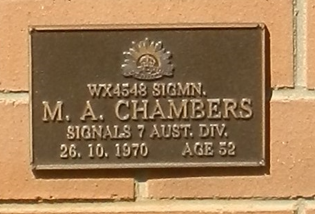 WX4548 SIGMN.
M. A. CHAMBERS
SIGNALS 7 AUST. DIV.
26. 10. 1970 AGE 52